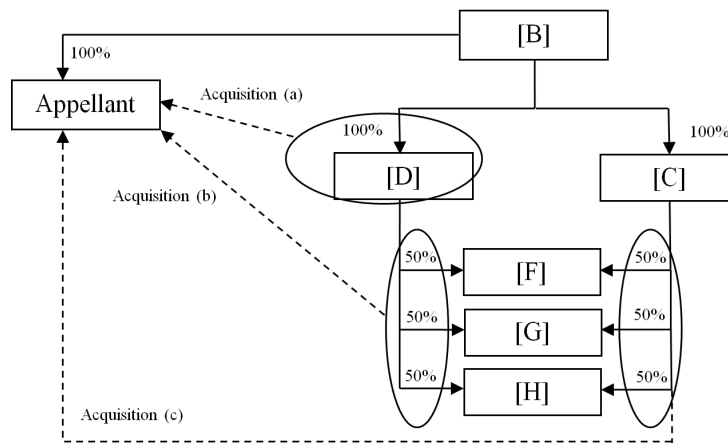 [B]
100%
Appellant
Acquisition (a)
100%
100%
[D]
[C]
Acquisition (b)
50%
[F]
50%
50%
[G]
50%
50%
[H]
50%
Acquisition (c)